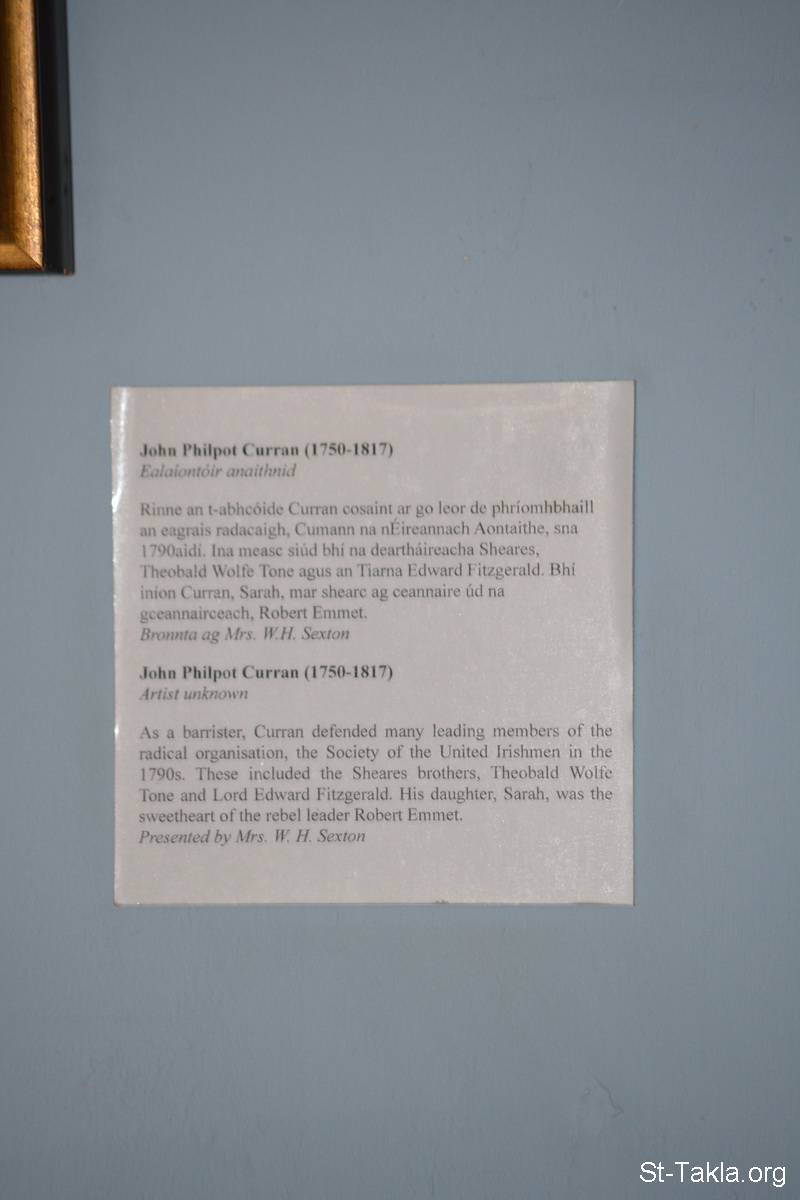 John Philpot Curran (1750-1817)
Ealaíontóir anaithnid
Rinne an t-abhcóide Curran cosaint ar go leor de phríomhbhaill
an eagrais radacaigh, Cumann na nÉireannach Aontaithe, sna
1790aidí. Ina measc siúd bhí na deartháireacha Sheares,
Theobald Wolfe Tone agus an Tiarna Edward Fitzgerald. Bhí
iníon Curran, Sarah, mar shearc ag ceannaire úd na
gceannairceach, Robert Emmet.
Bronnta ag Mrs. W.H. Sexton
John Philpot Curran (1750-1817)
Artist unknown
As a barrister, Curran defended many leading members of the
radical organisation, the Society of the United Irishmen in the
1790s. These included the Sheares brothers, Theobald Wolfe
Tone and Lord Edward Fitzgerald. His daughter, Sarah, was the
sweetheart of the rebel leader Robert Emmet.
Presented by Mrs. W. H. Sexton
St-Takla.org